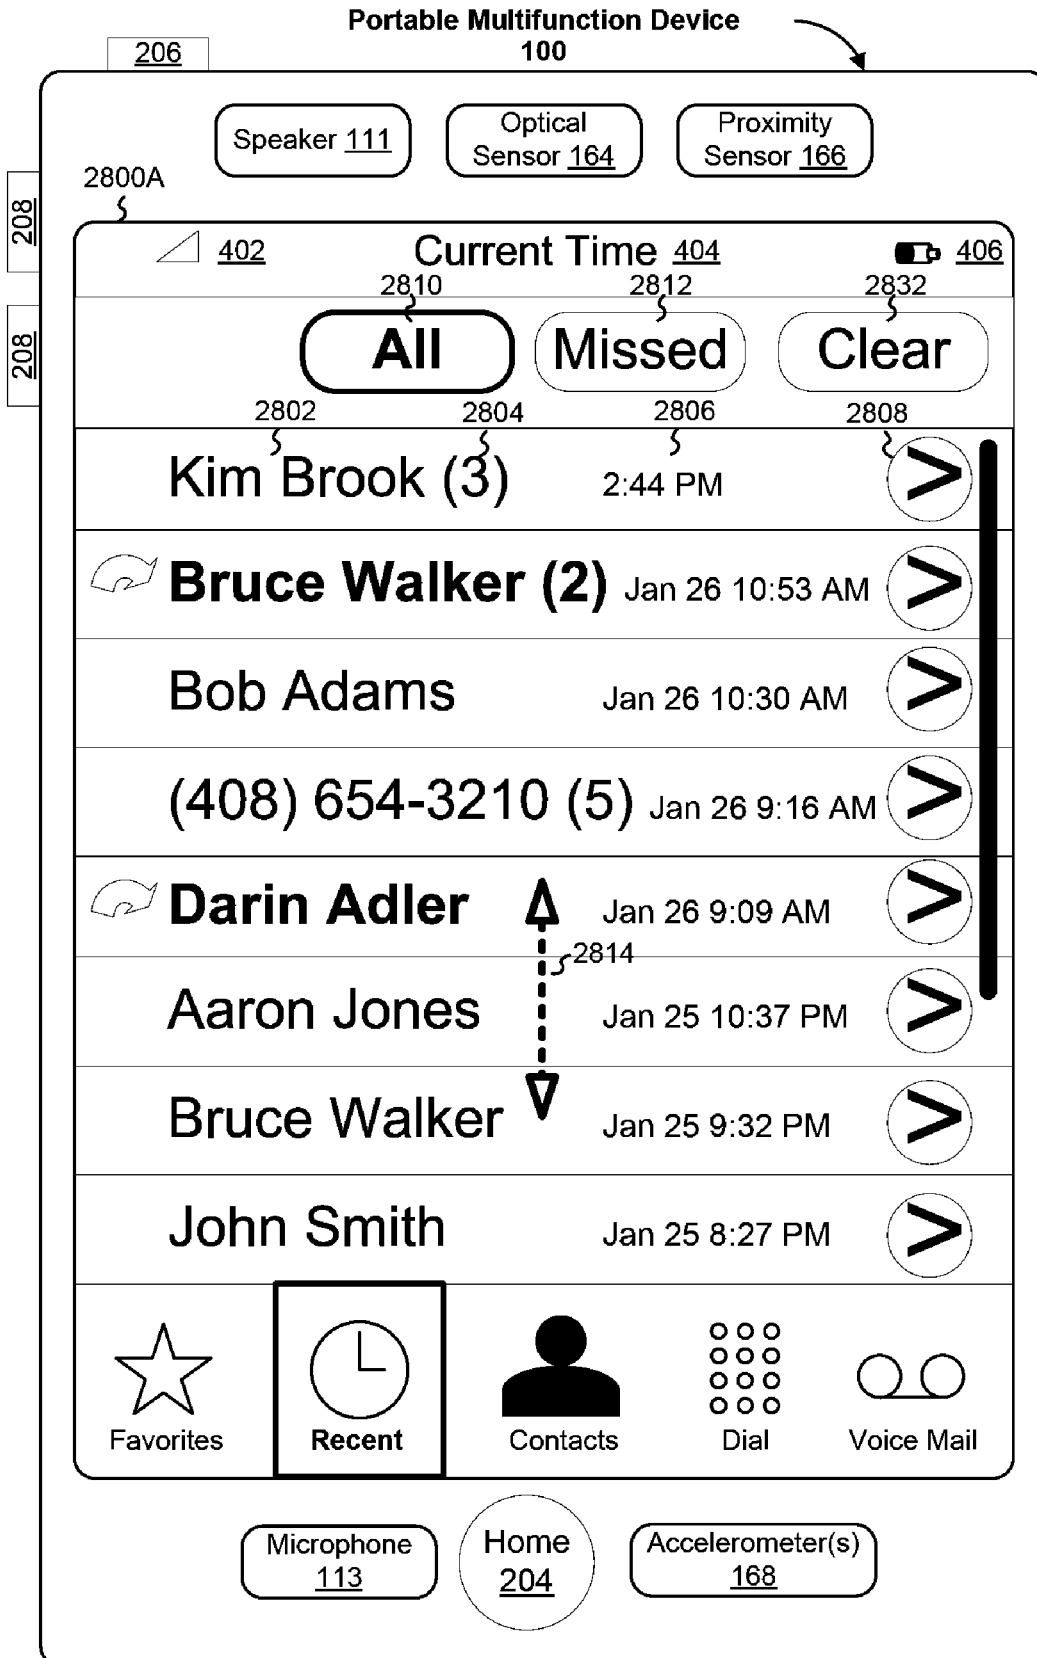 Portable Multifunction Device
100
206
Speaker 111
Optical
Sensor 164
Proximity
Sensor 166
2800A
208
208
402
Current Time 404
406
2810
2812
2832
All
Missed
Clear
2802
2804
2806
2808
Kim Brook (3) 2:44 PM >
Bruce Walker (2) Jan 26 10:53 AM >
Bob Adams Jan 26 10:30 AM >
(408) 654-3210 (5) Jan 26 9:16 AM >
Darin Adler Jan 26 9:09 AM >
2814
Aaron Jones Jan 25 10:37 PM >
Bruce Walker Jan 25 9:32 PM >
John Smith Jan 25 8:27 PM >
Favorites
Recent
Contacts
Dial
Voice Mail
Microphone
113
Home
204
Accelerometer(s)
168